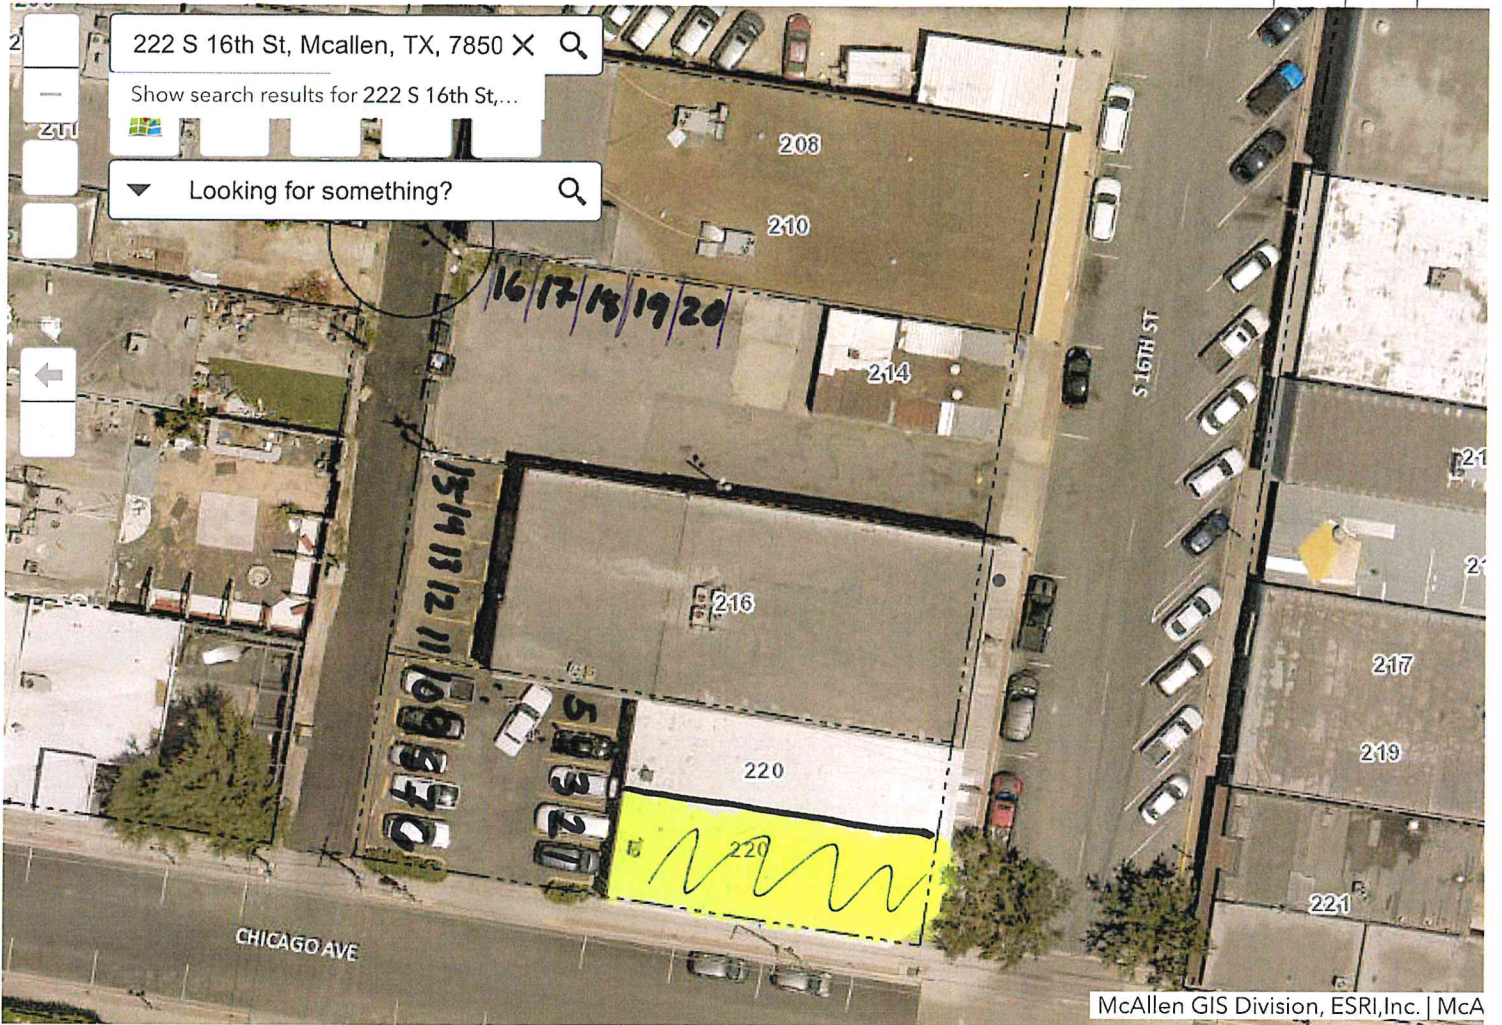 222 S 16th St, Mcallen, TX, 7850
Show search results for 222 S 16th St,...
211
Looking for something?
208
210
16 17 18 19 20
214
S 16TH ST
15 14 13 12 11
216
217
219
10
9
8
7
6
5
3
2
220
220
221
CHICAGO AVE
McAllen GIS Division, ESRI,Inc. | McA